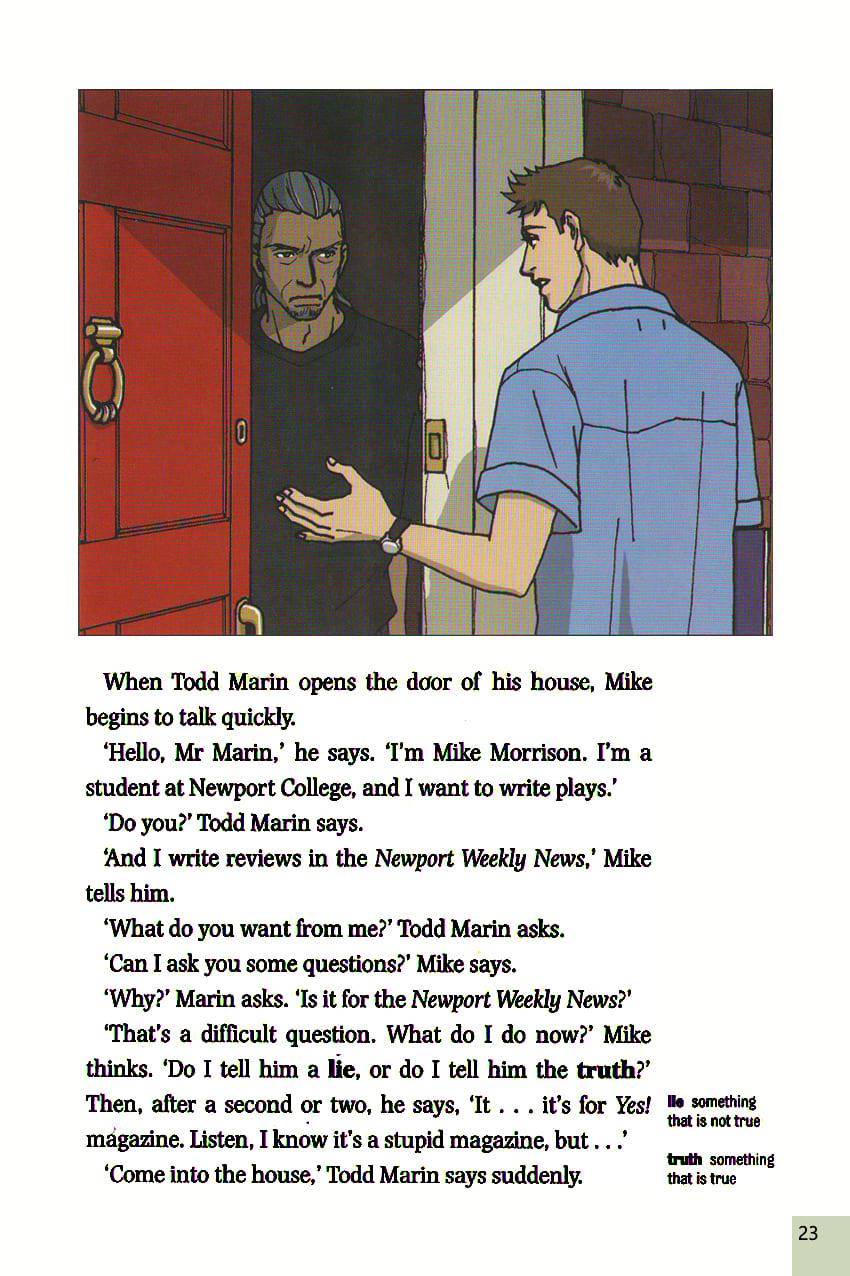 When Todd Marin opens the door of his house, Mike
begins to talk quickly.
‘Hello, Mr Marin,’ he says. ‘I’m Mike Morrison. I’m a
student at Newport College, and I want to write plays.’
‘Do you?’ Todd Marin says.
‘And I write reviews in the Newport Weekly News,’ Mike
tells him.
‘What do you want from me?’ Todd Marin asks.
‘Can I ask you some questions?’ Mike says.
‘Why?’ Marin asks. ‘Is it for the Newport Weekly News?’
‘That’s a difficult question. What do I do now?’ Mike
thinks. ‘Do I tell him a lie, or do I tell him the truth?’
Then, after a second or two, he says, ‘It . . . it’s for Yes!
magazine. Listen, I know it’s a stupid magazine, but . . .’
‘Come into the house,’ Todd Marin says suddenly.
lie something
that is not true
truth something
that is true
23